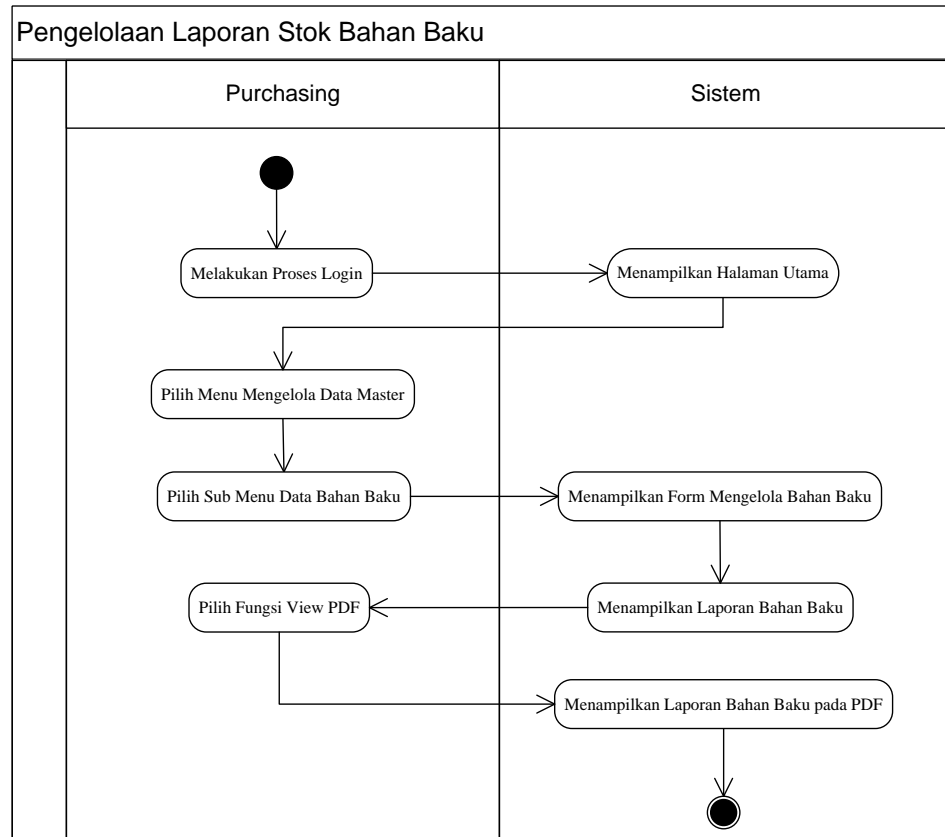 Pengelolaan Laporan Stok Bahan Baku
Purchasing
Sistem
Melakukan Proses Login
Menampilkan Halaman Utama
Pilih Menu Mengelola Data Master
Pilih Sub Menu Data Bahan Baku
Menampilkan Form Mengelola Bahan Baku
Pilih Fungsi View PDF
Menampilkan Laporan Bahan Baku
Menampilkan Laporan Bahan Baku pada PDF